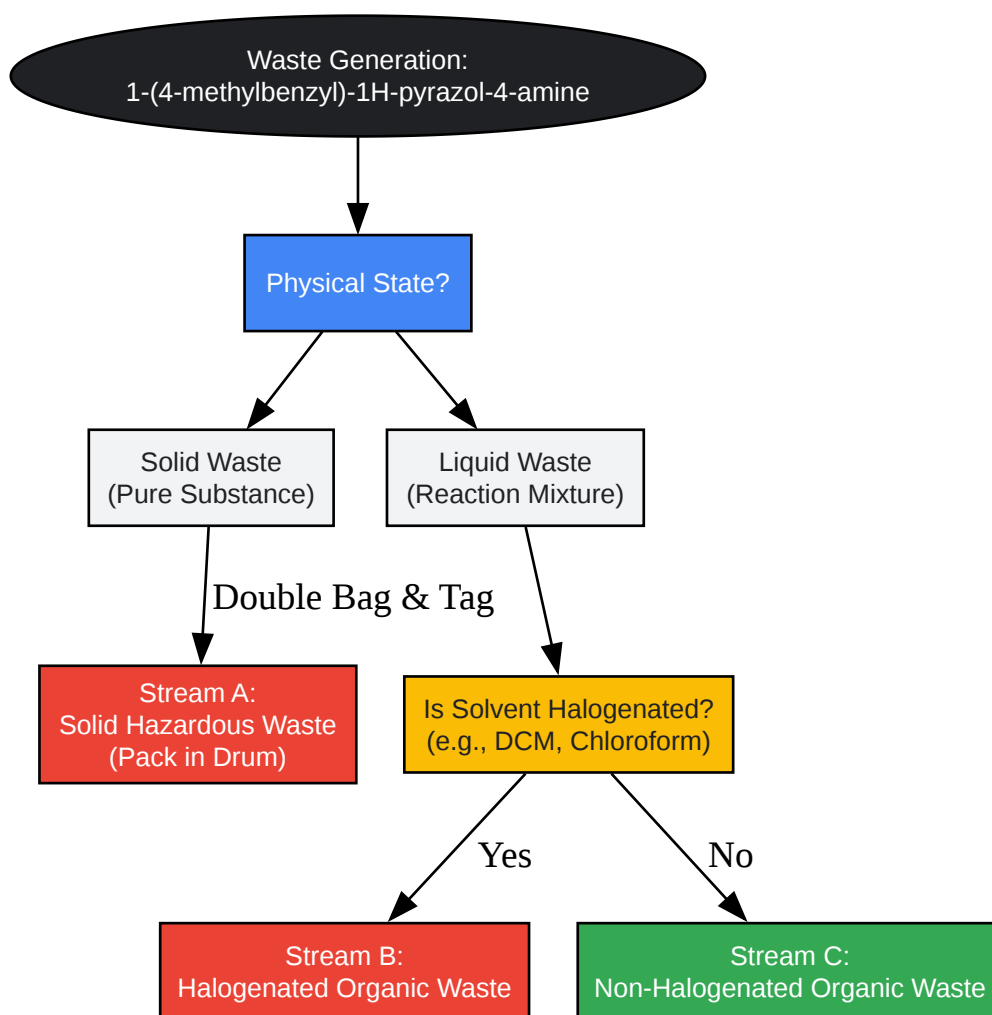 Waste Generation:
1-(4-methylbenzyl)-1H-pyrazol-4-amine
Physical State?
Solid Waste
(Pure Substance)
Liquid Waste
(Reaction Mixture)
Double Bag & Tag
Stream A:
Solid Hazardous Waste
(Pack in Drum)
Is Solvent Halogenated?
(e.g., DCM, Chloroform)
Yes
No
Stream B:
Halogenated Organic Waste
Stream C:
Non-Halogenated Organic Waste